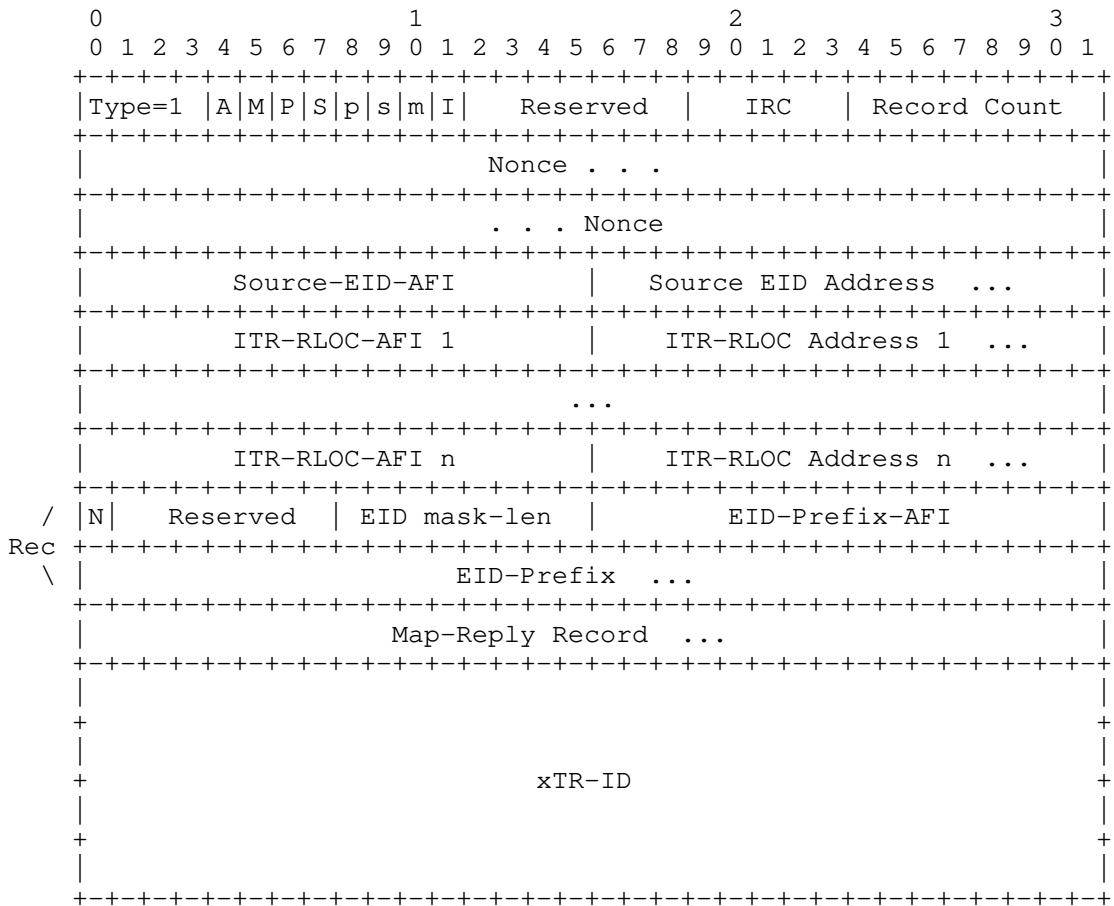 0                   1                   2                   3
 0 1 2 3 4 5 6 7 8 9 0 1 2 3 4 5 6 7 8 9 0 1 2 3 4 5 6 7 8 9 0 1
+-+-+-+-+-+-+-+-+-+-+-+-+-+-+-+-+-+-+-+-+-+-+-+-+-+-+-+-+-+-+-+-+
|Type=1 |A|M|P|S|p|s|m|I|   Reserved  |   IRC   | Record Count  |
+-+-+-+-+-+-+-+-+-+-+-+-+-+-+-+-+-+-+-+-+-+-+-+-+-+-+-+-+-+-+-+-+
|                         Nonce . . .                           |
+-+-+-+-+-+-+-+-+-+-+-+-+-+-+-+-+-+-+-+-+-+-+-+-+-+-+-+-+-+-+-+-+
|                         . . . Nonce                           |
+-+-+-+-+-+-+-+-+-+-+-+-+-+-+-+-+-+-+-+-+-+-+-+-+-+-+-+-+-+-+-+-+
|         Source-EID-AFI        |   Source EID Address  ...     |
+-+-+-+-+-+-+-+-+-+-+-+-+-+-+-+-+-+-+-+-+-+-+-+-+-+-+-+-+-+-+-+-+
|         ITR-RLOC-AFI 1        |    ITR-RLOC Address 1  ...    |
+-+-+-+-+-+-+-+-+-+-+-+-+-+-+-+-+-+-+-+-+-+-+-+-+-+-+-+-+-+-+-+-+
|                              ...                              |
+-+-+-+-+-+-+-+-+-+-+-+-+-+-+-+-+-+-+-+-+-+-+-+-+-+-+-+-+-+-+-+-+
|         ITR-RLOC-AFI n        |    ITR-RLOC Address n  ...    |
+-+-+-+-+-+-+-+-+-+-+-+-+-+-+-+-+-+-+-+-+-+-+-+-+-+-+-+-+-+-+-+-+
/ |N|   Reserved  | EID mask-len  |        EID-Prefix-AFI         |
Rec +-+-+-+-+-+-+-+-+-+-+-+-+-+-+-+-+-+-+-+-+-+-+-+-+-+-+-+-+-+-+-+-+
\ |                       EID-Prefix  ...                         |
+-+-+-+-+-+-+-+-+-+-+-+-+-+-+-+-+-+-+-+-+-+-+-+-+-+-+-+-+-+-+-+-+
|                   Map-Reply Record  ...                       |
+-+-+-+-+-+-+-+-+-+-+-+-+-+-+-+-+-+-+-+-+-+-+-+-+-+-+-+-+-+-+-+-+
|                                                               |
+                                                               +
|                                                               |
+                            xTR-ID                             +
|                                                               |
+                                                               +
|                                                               |
+-+-+-+-+-+-+-+-+-+-+-+-+-+-+-+-+-+-+-+-+-+-+-+-+-+-+-+-+-+-+-+-+